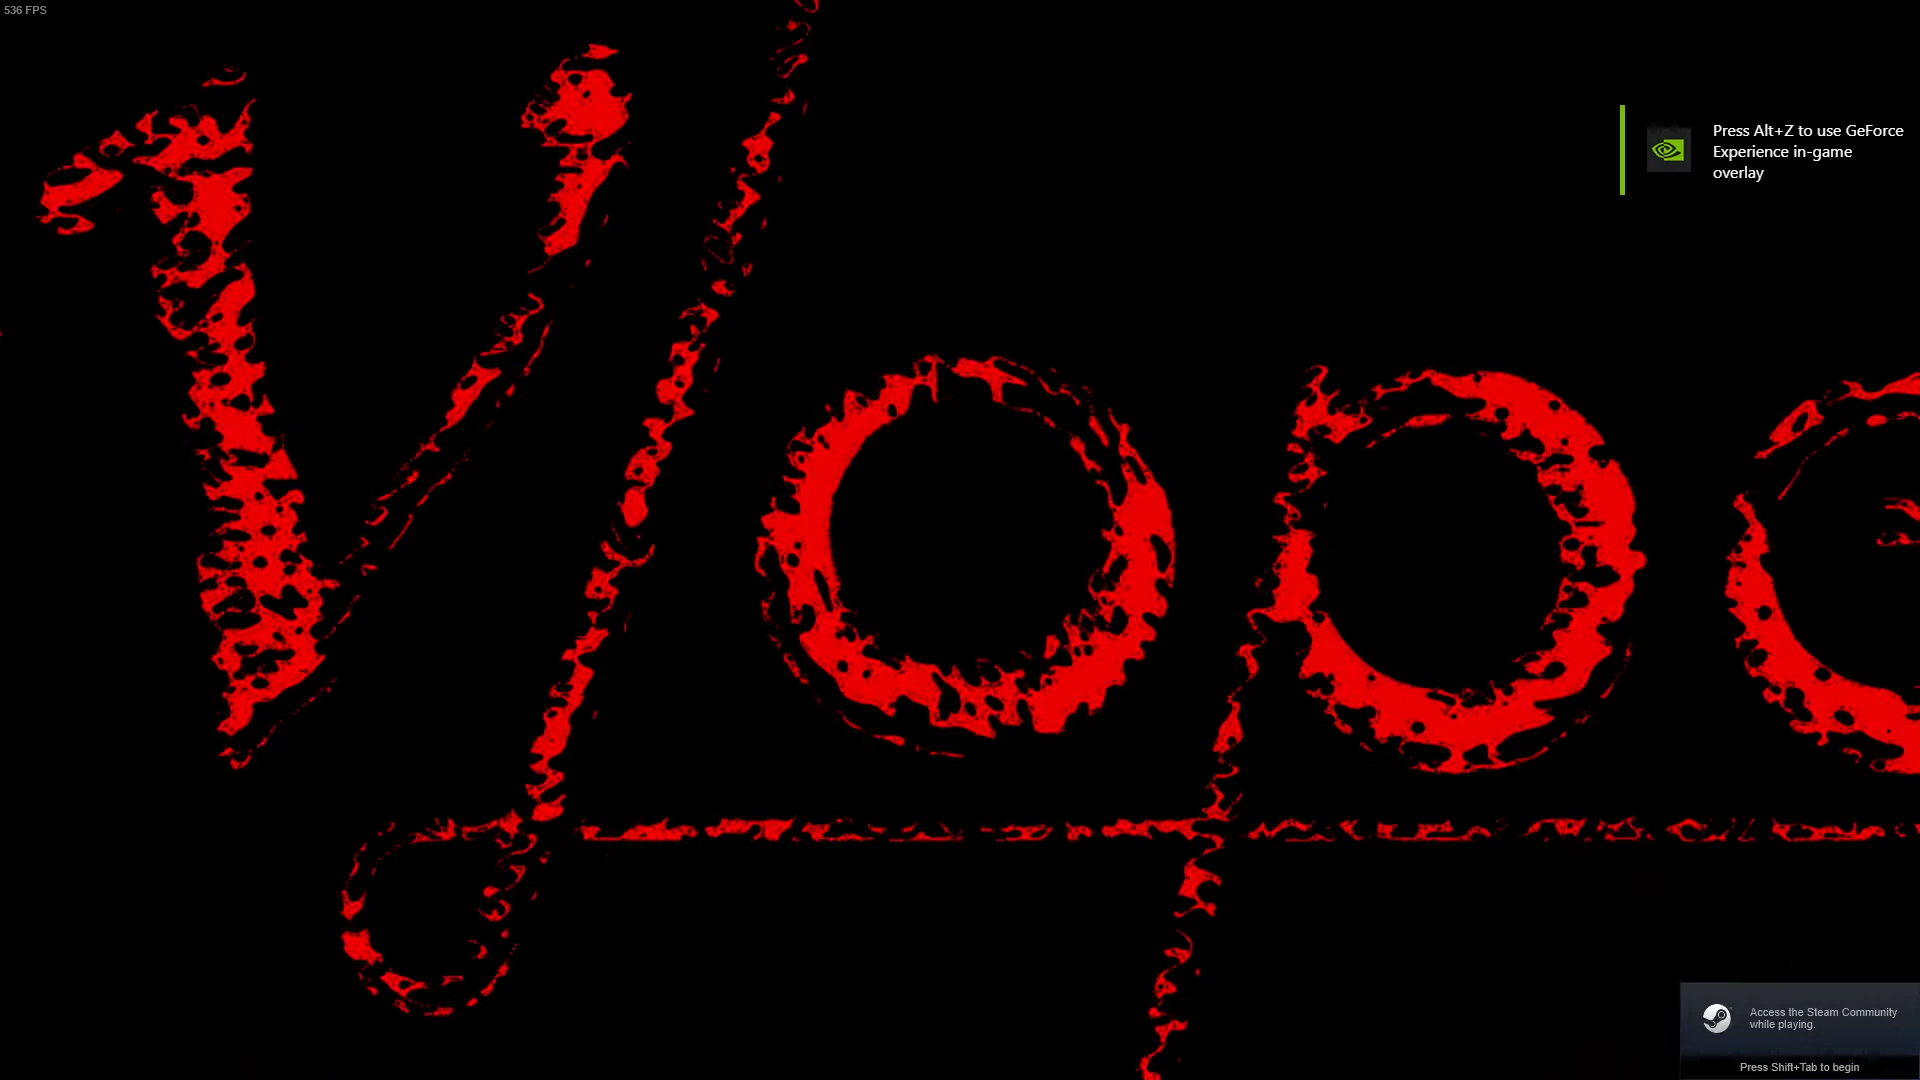 536 FPS
Press Alt+Z to use GeForce
Experience in-game
overlay
Access the Steam Community
while playing.
Press Shift+Tab to begin